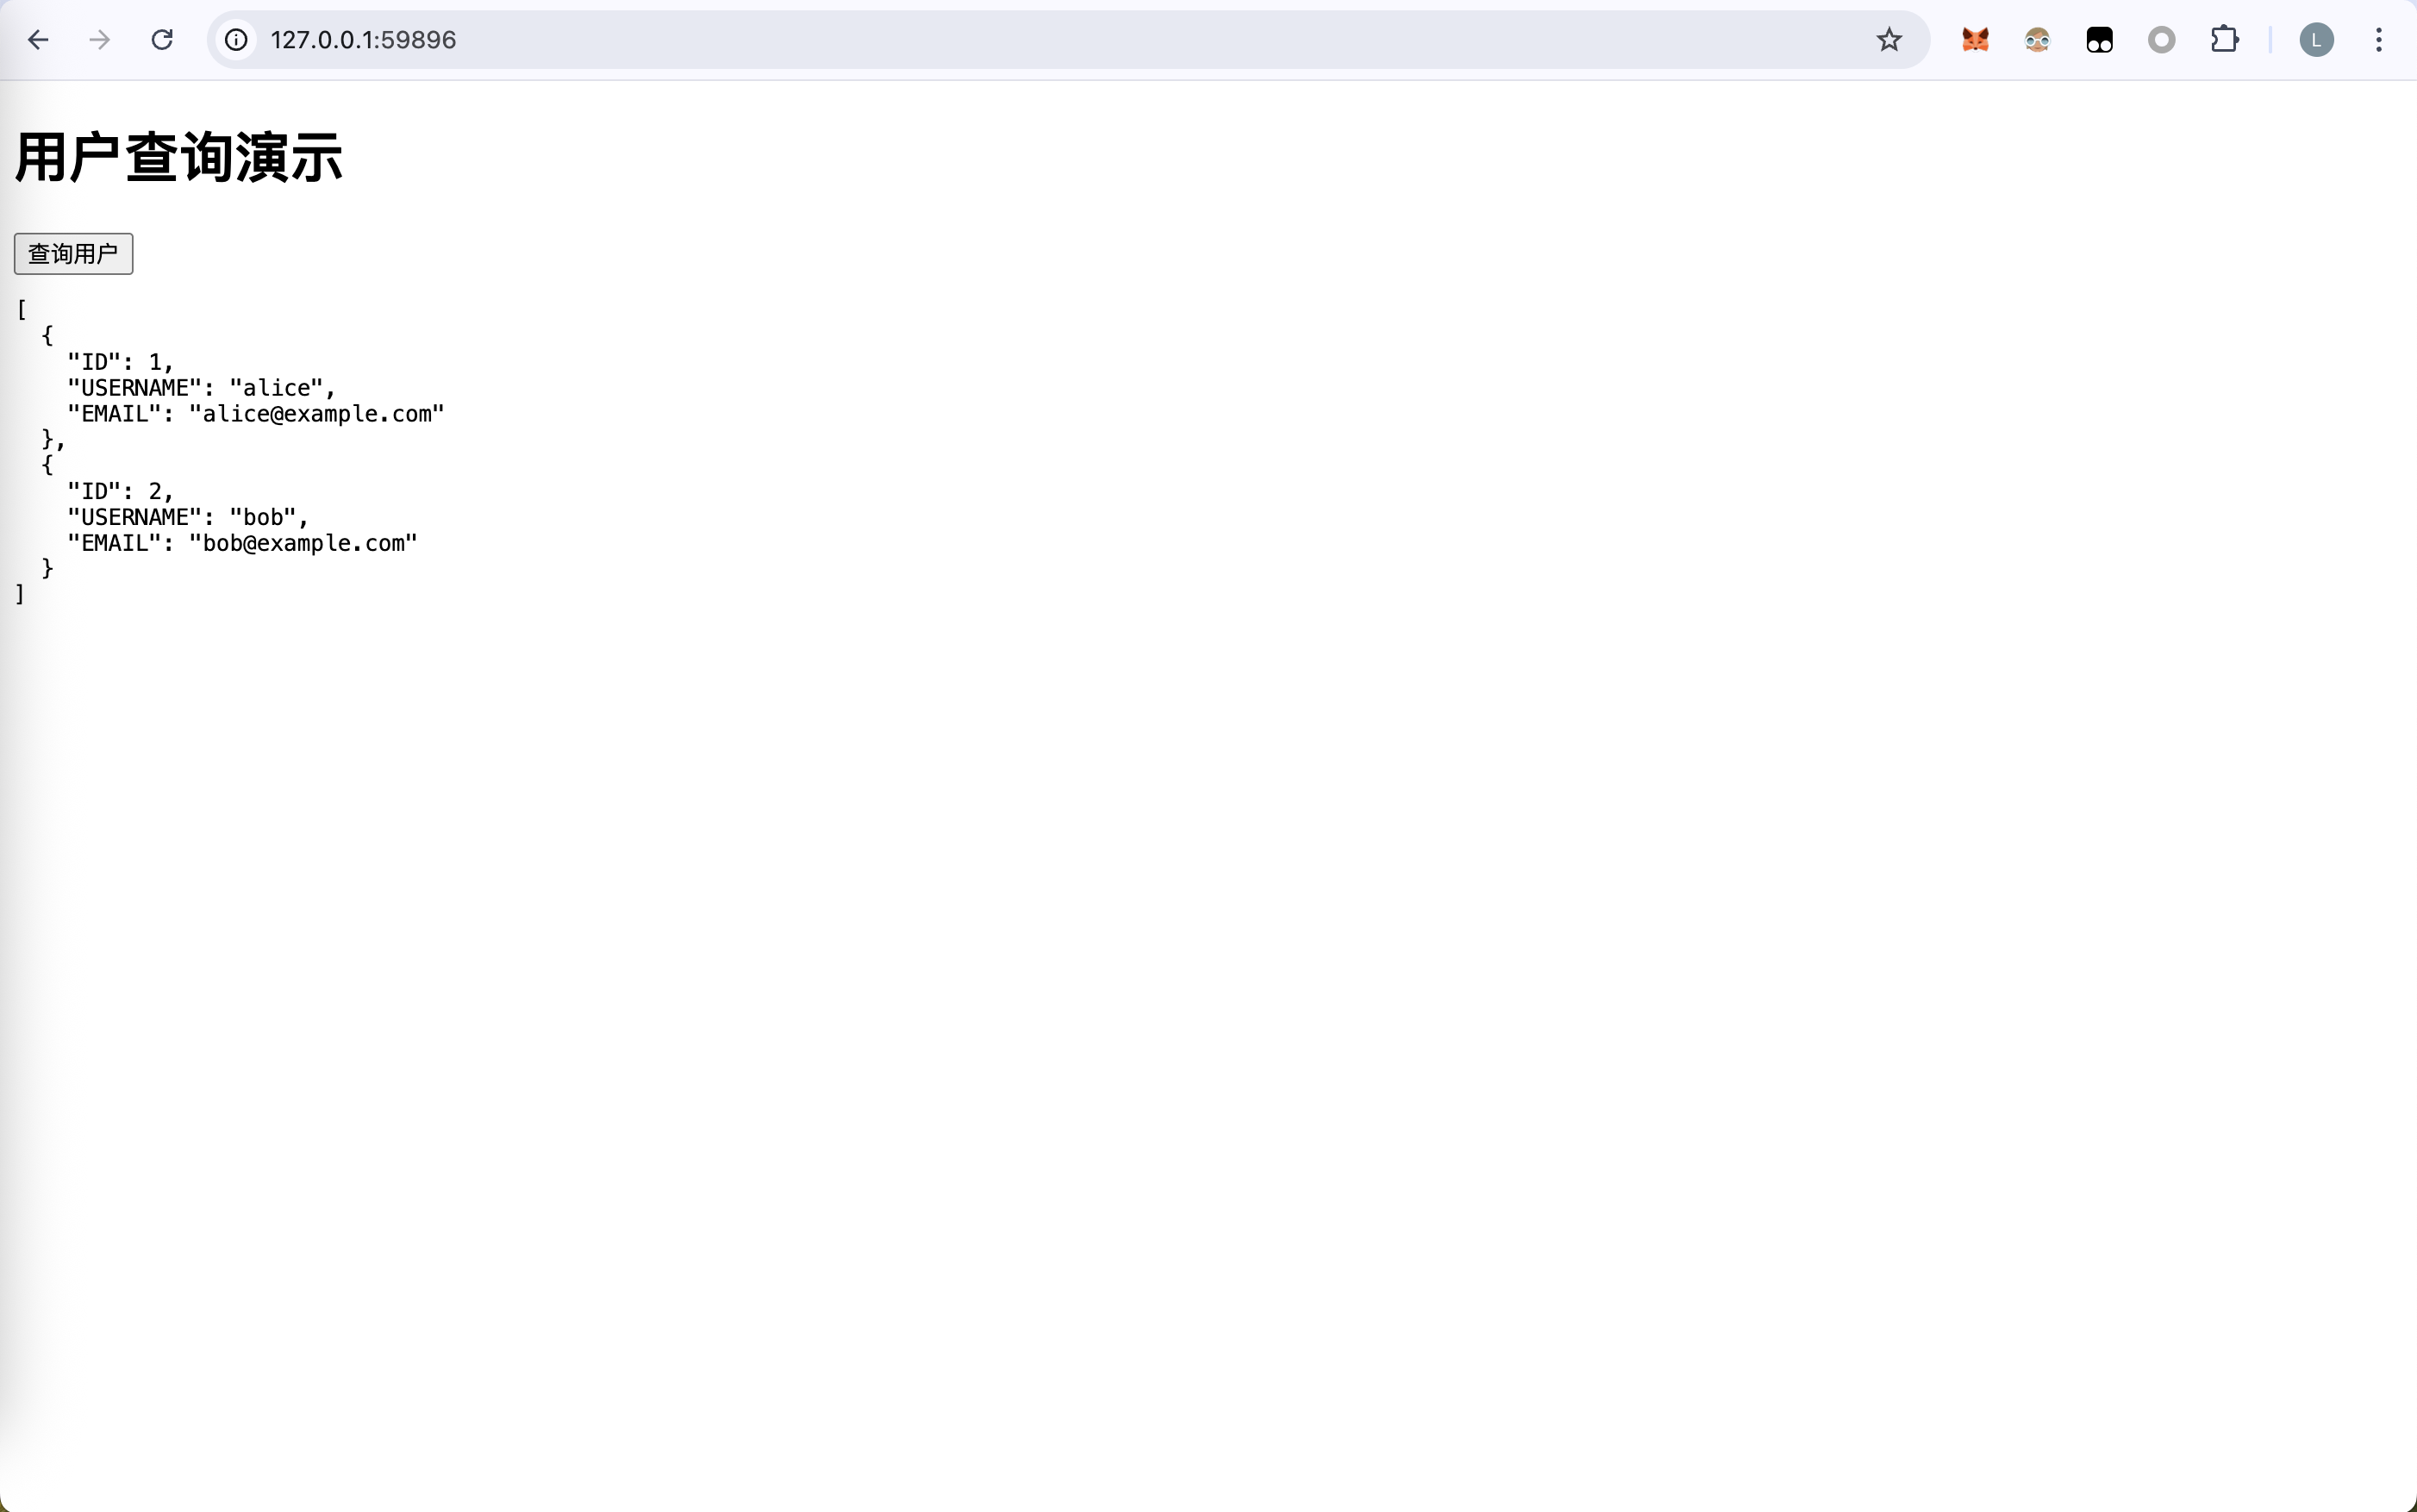 127.0.0.1:59896
L
用户查询演示
查询用户
[
  {
    "ID": 1,
    "USERNAME": "alice",
    "EMAIL": "alice@example.com"
  },
  {
    "ID": 2,
    "USERNAME": "bob",
    "EMAIL": "bob@example.com"
  }
]